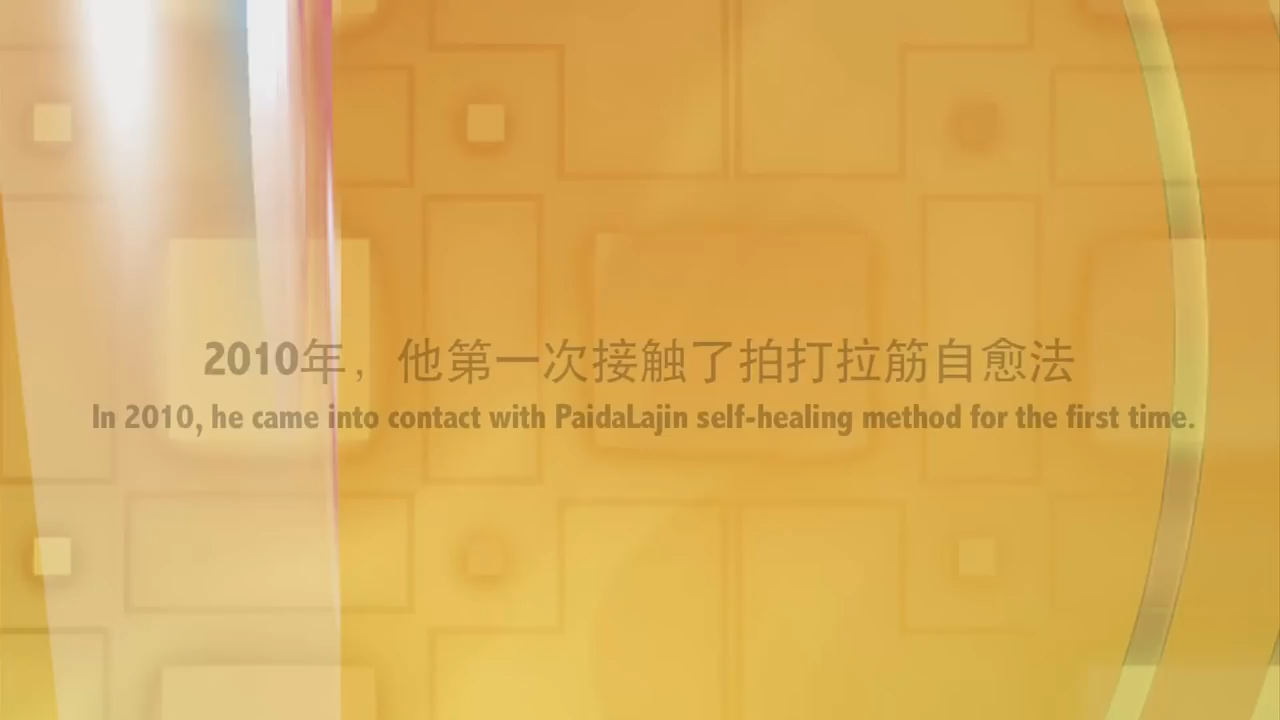 2010年，他第一次接触了拍打拉筋自愈法
In 2010, he came into contact with PaidaLajin self-healing method for the first time.